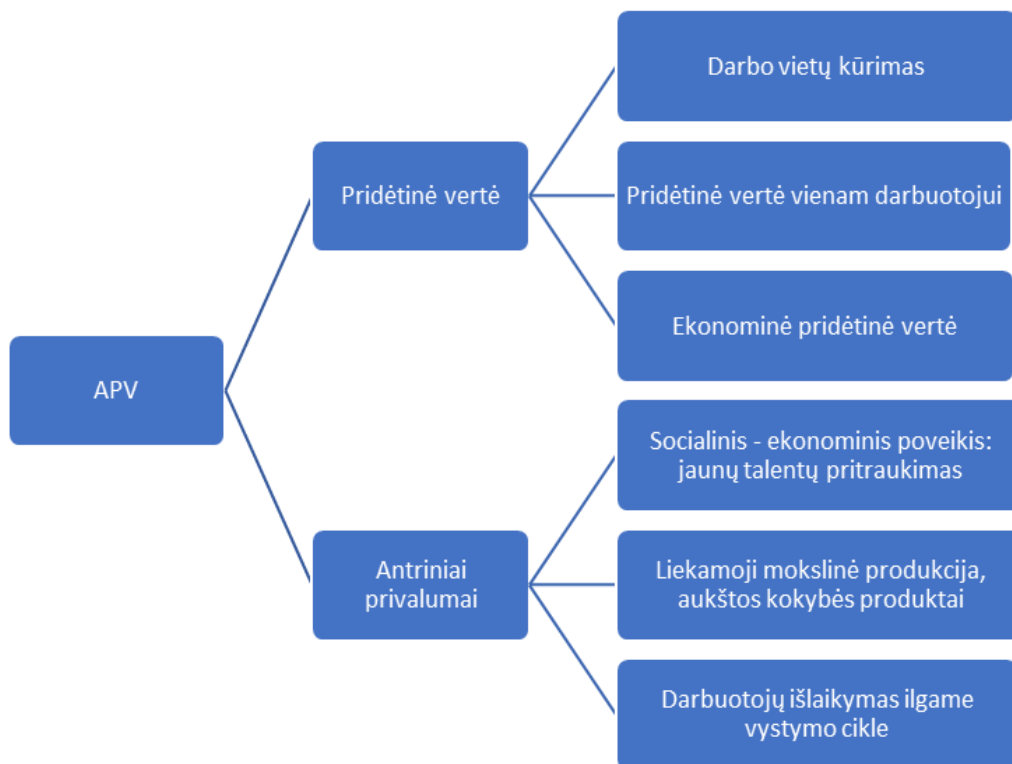 APV
Pridėtinė vertė
Darbo vietų kūrimas
Pridėtinė vertė vienam darbuotojui
Ekonominė pridėtinė vertė
Antriniai
privalumai
Socialinis - ekonominis poveikis:
jaunų talentų pritraukimas
Liekamoji mokslinė produkcija,
aukštos kokybės produktai
Darbuotojų išlaikymas ilgame
vystymo cikle